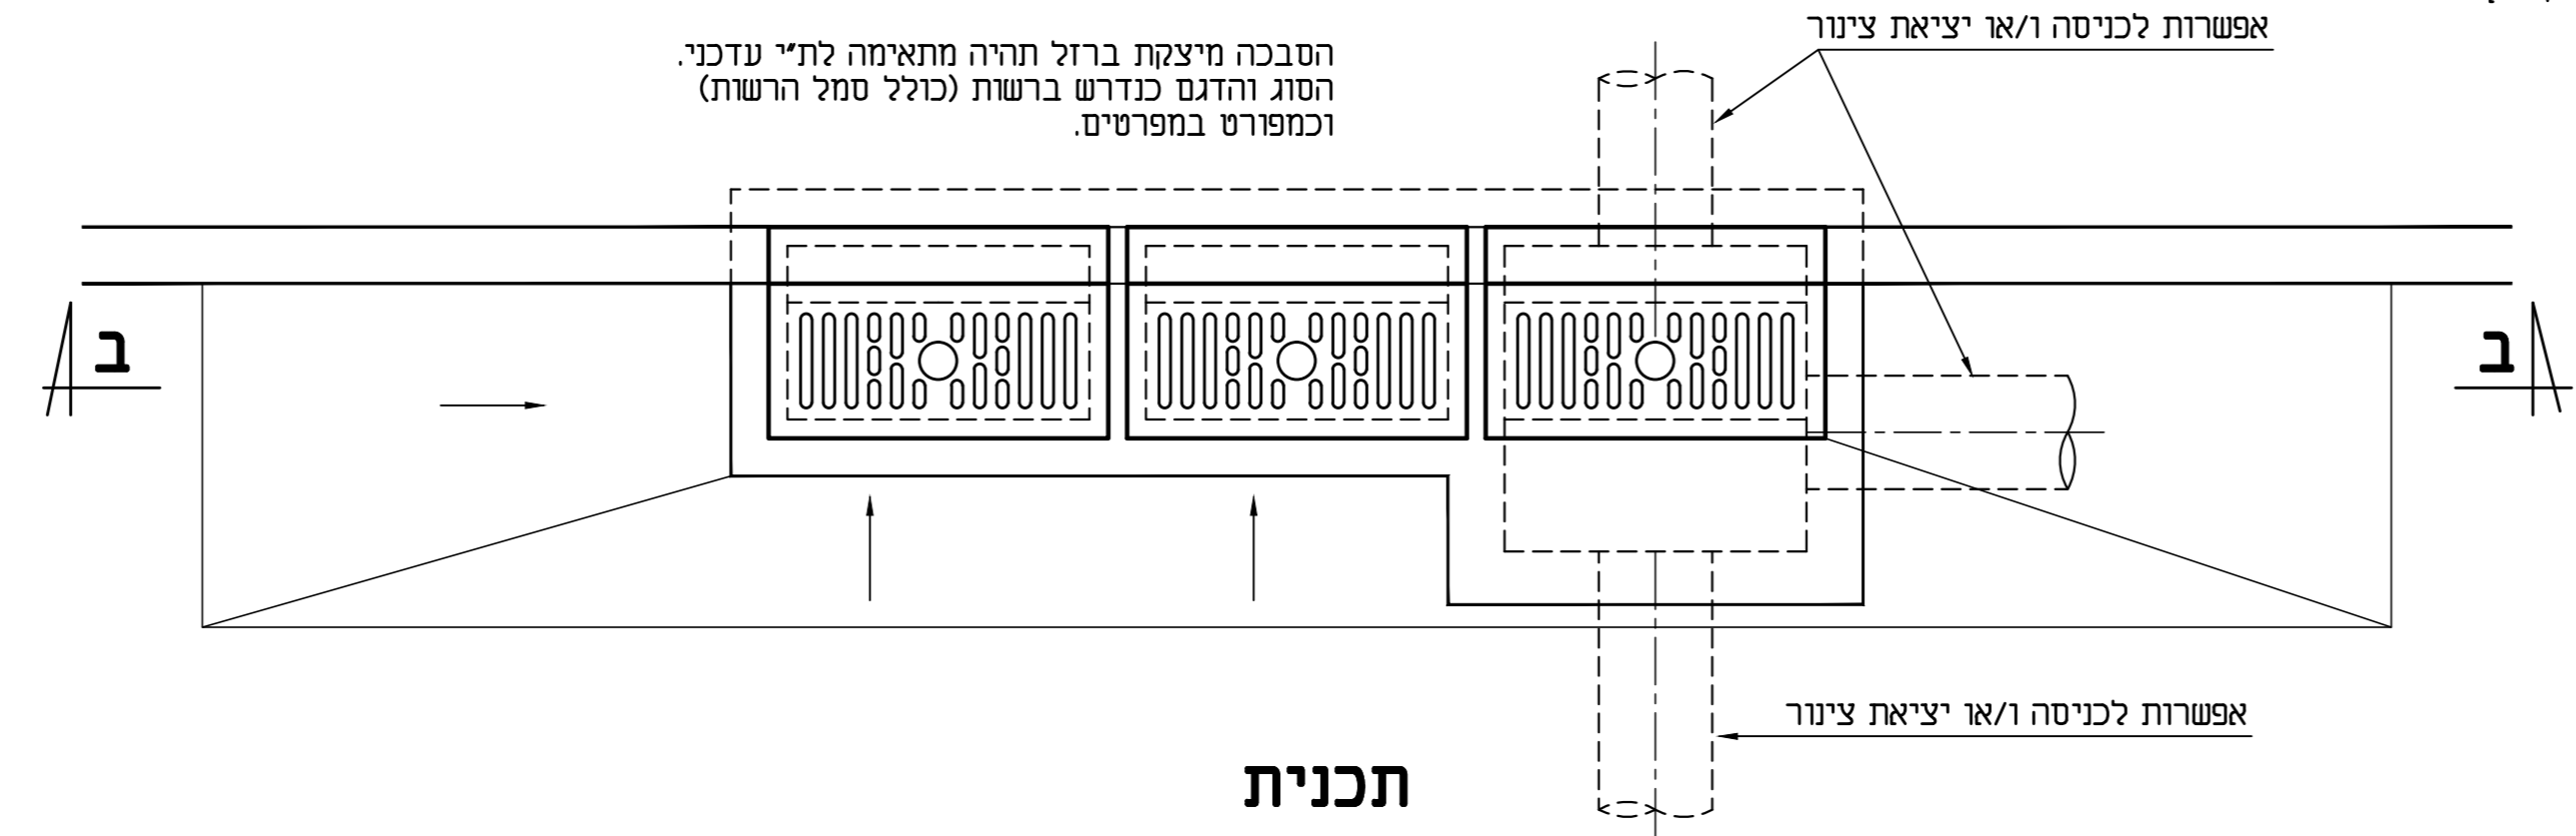 אפשרות לכניסה ו/או יציאת צינור
הסבכה מיצקת ברזל תהיה מתאימה לת"י עדכני.
הסוג והדגם כנדרש ברשות (כולל סמל הרשות)
וכמפורט במפרטים.
ב
ב
אפשרות לכניסה ו/או יציאת צינור
תכנית